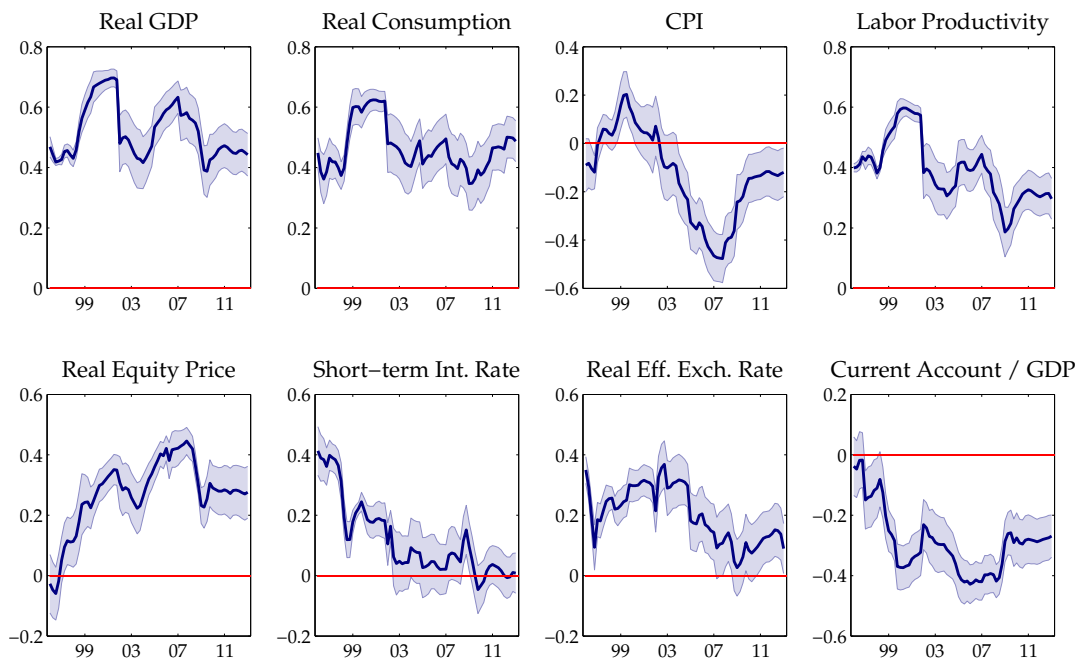 Real GDP
0.8
0.6
0.4
0.2
0
99 03 07 11
Real Consumption
0.8
0.6
0.4
0.2
0
99 03 07 11
CPI
0.4
0.2
0
−0.2
−0.4
−0.6
99 03 07 11
Labor Productivity
0.8
0.6
0.4
0.2
0
99 03 07 11
Real Equity Price
0.6
0.4
0.2
0
−0.2
99 03 07 11
Short−term Int. Rate
0.6
0.4
0.2
0
−0.2
99 03 07 11
Real Eff. Exch. Rate
0.6
0.4
0.2
0
−0.2
99 03 07 11
Current Account / GDP
0.2
0
−0.2
−0.4
−0.6
99 03 07 11